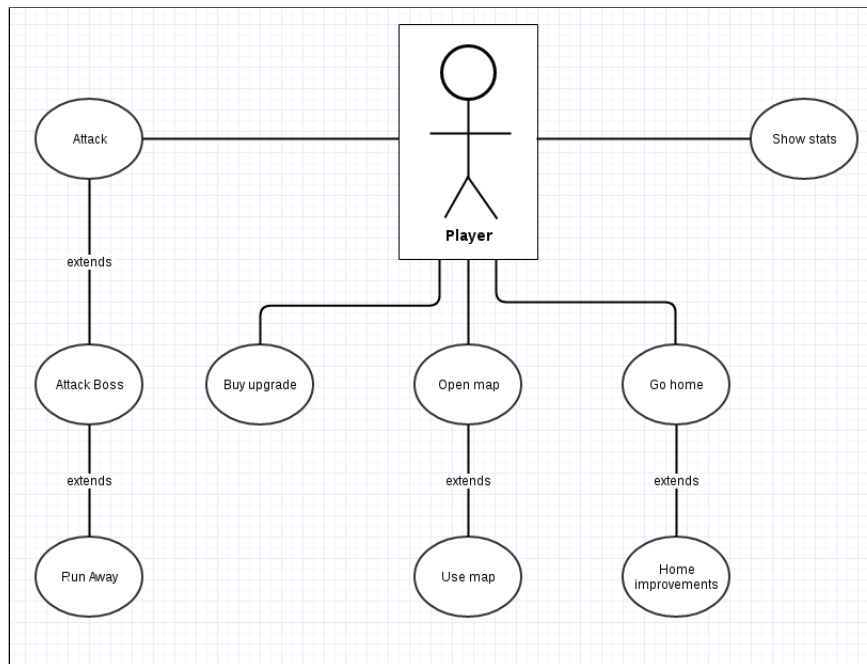 Attack
Show stats
Player
extends
Attack Boss
Buy upgrade
Open map
Go home
extends
extends
extends
Run Away
Use map
Home
improvements